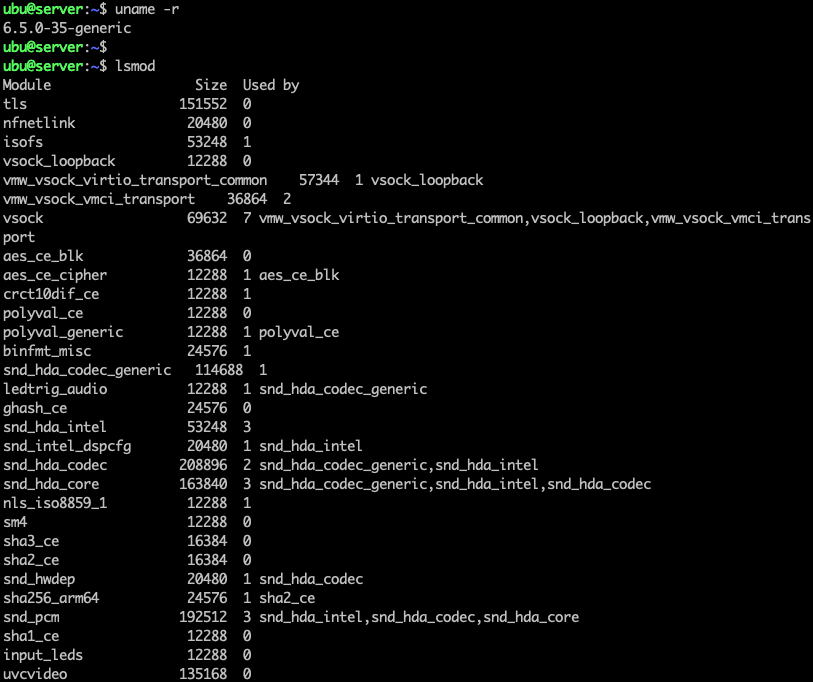 ubu@server:~$ uname -r
6.5.0-35-generic
ubu@server:~$
ubu@server:~$ lsmod
Module                  Size  Used by
tls                   151552  0
nfnetlink              20480  0
isofs                  53248  1
vsock_loopback         12288  0
vmw_vsock_virtio_transport_common    57344  1 vsock_loopback
vmw_vsock_vmci_transport    36864  2
vsock                  69632  7 vmw_vsock_virtio_transport_common,vsock_loopback,vmw_vsock_vmci_trans
port
aes_ce_blk             36864  0
aes_ce_cipher          12288  1 aes_ce_blk
crct10dif_ce           12288  1
polyval_ce             12288  0
polyval_generic        12288  1 polyval_ce
binfmt_misc            24576  1
snd_hda_codec_generic   114688  1
ledtrig_audio          12288  1 snd_hda_codec_generic
ghash_ce               24576  0
snd_hda_intel          53248  3
snd_intel_dspcfg       20480  1 snd_hda_intel
snd_hda_codec         208896  2 snd_hda_codec_generic,snd_hda_intel
snd_hda_core          163840  3 snd_hda_codec_generic,snd_hda_intel,snd_hda_codec
nls_iso8859_1          12288  1
sm4                    12288  0
sha3_ce                16384  0
sha2_ce                16384  0
snd_hwdep              20480  1 snd_hda_codec
sha256_arm64           24576  1 sha2_ce
snd_pcm               192512  3 snd_hda_intel,snd_hda_codec,snd_hda_core
sha1_ce                12288  0
input_leds             12288  0
uvcvideo              135168  0